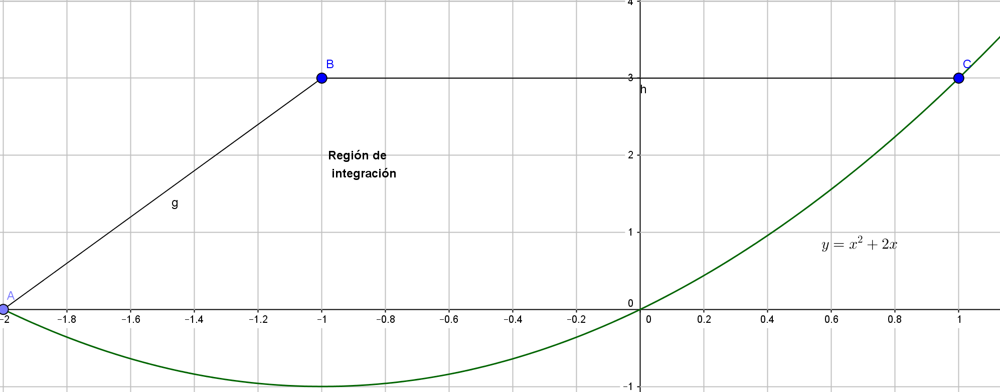 4
B
C
3
h
Región de
integración
2
g
1
y = x² + 2x
A
0
−2 −1.8 −1.6 −1.4 −1.2 −1 −0.8 −0.6 −0.4 −0.2 0 0.2 0.4 0.6 0.8 1
−1